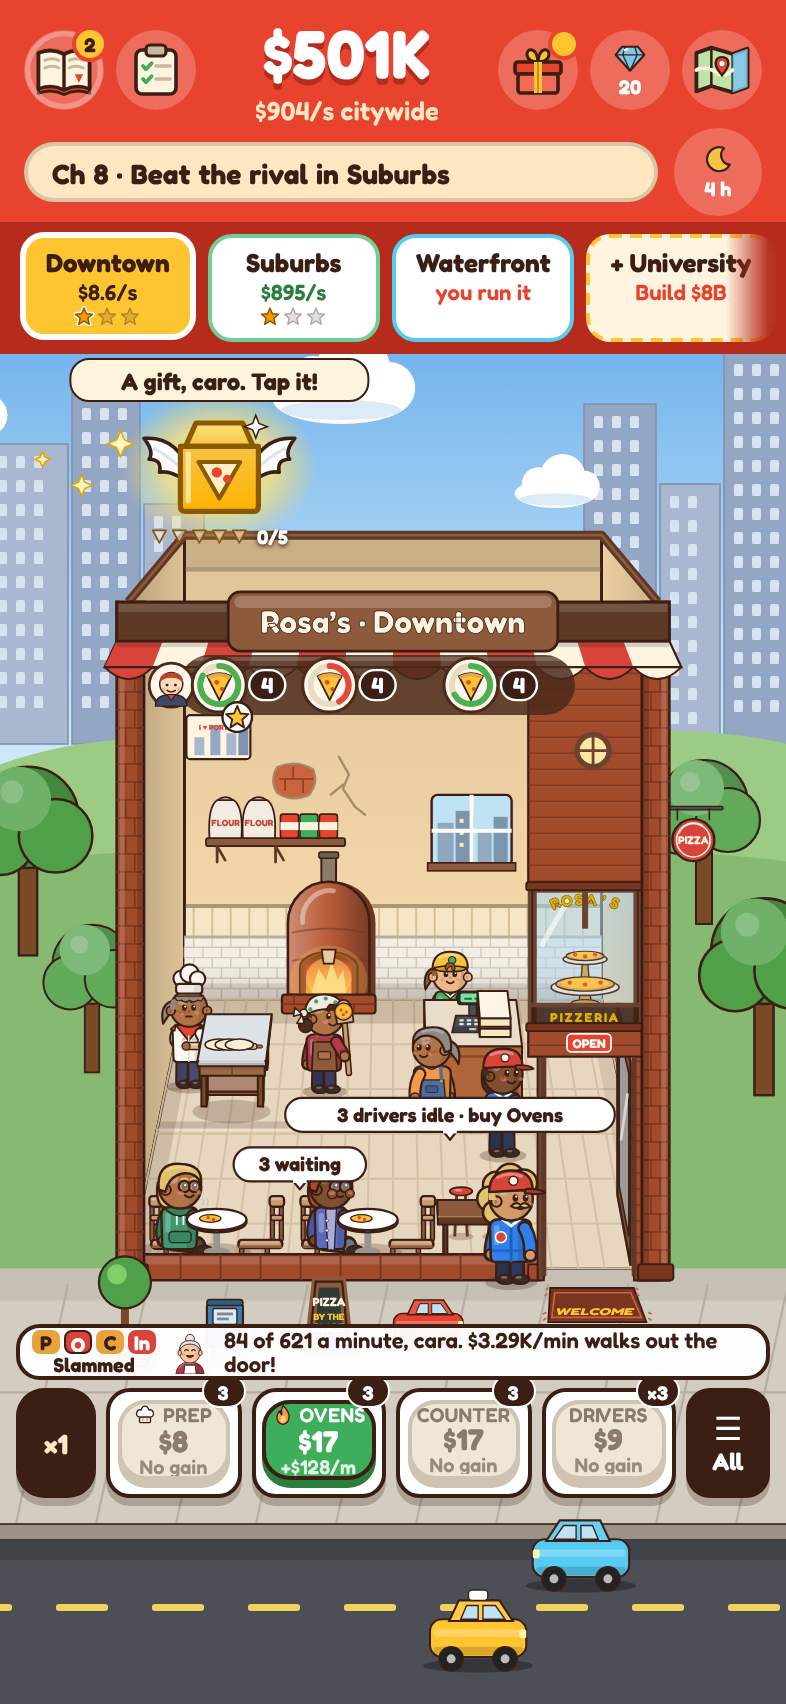 2
$501K
$904/s citywide
20
Ch 8 · Beat the rival in Suburbs
4 h
Downtown
$8.6/s
Suburbs
$895/s
Waterfront
you run it
+ University
Build $8B
A gift, caro. Tap it!
0/5
Rosa's · Downtown
4
4
4
FLOUR
FLOUR
PIZZA
ROSA'S
PIZZERIA
OPEN
3 drivers idle · buy Ovens
3 waiting
PIZZA
BY THE
WELCOME
P O C In
Slammed
84 of 621 a minute, cara. $3.29K/min walks out the
door!
x1
3
PREP
$8
No gain
3
OVENS
$17
+$128/m
3
COUNTER
$17
No gain
x3
DRIVERS
$9
No gain
All